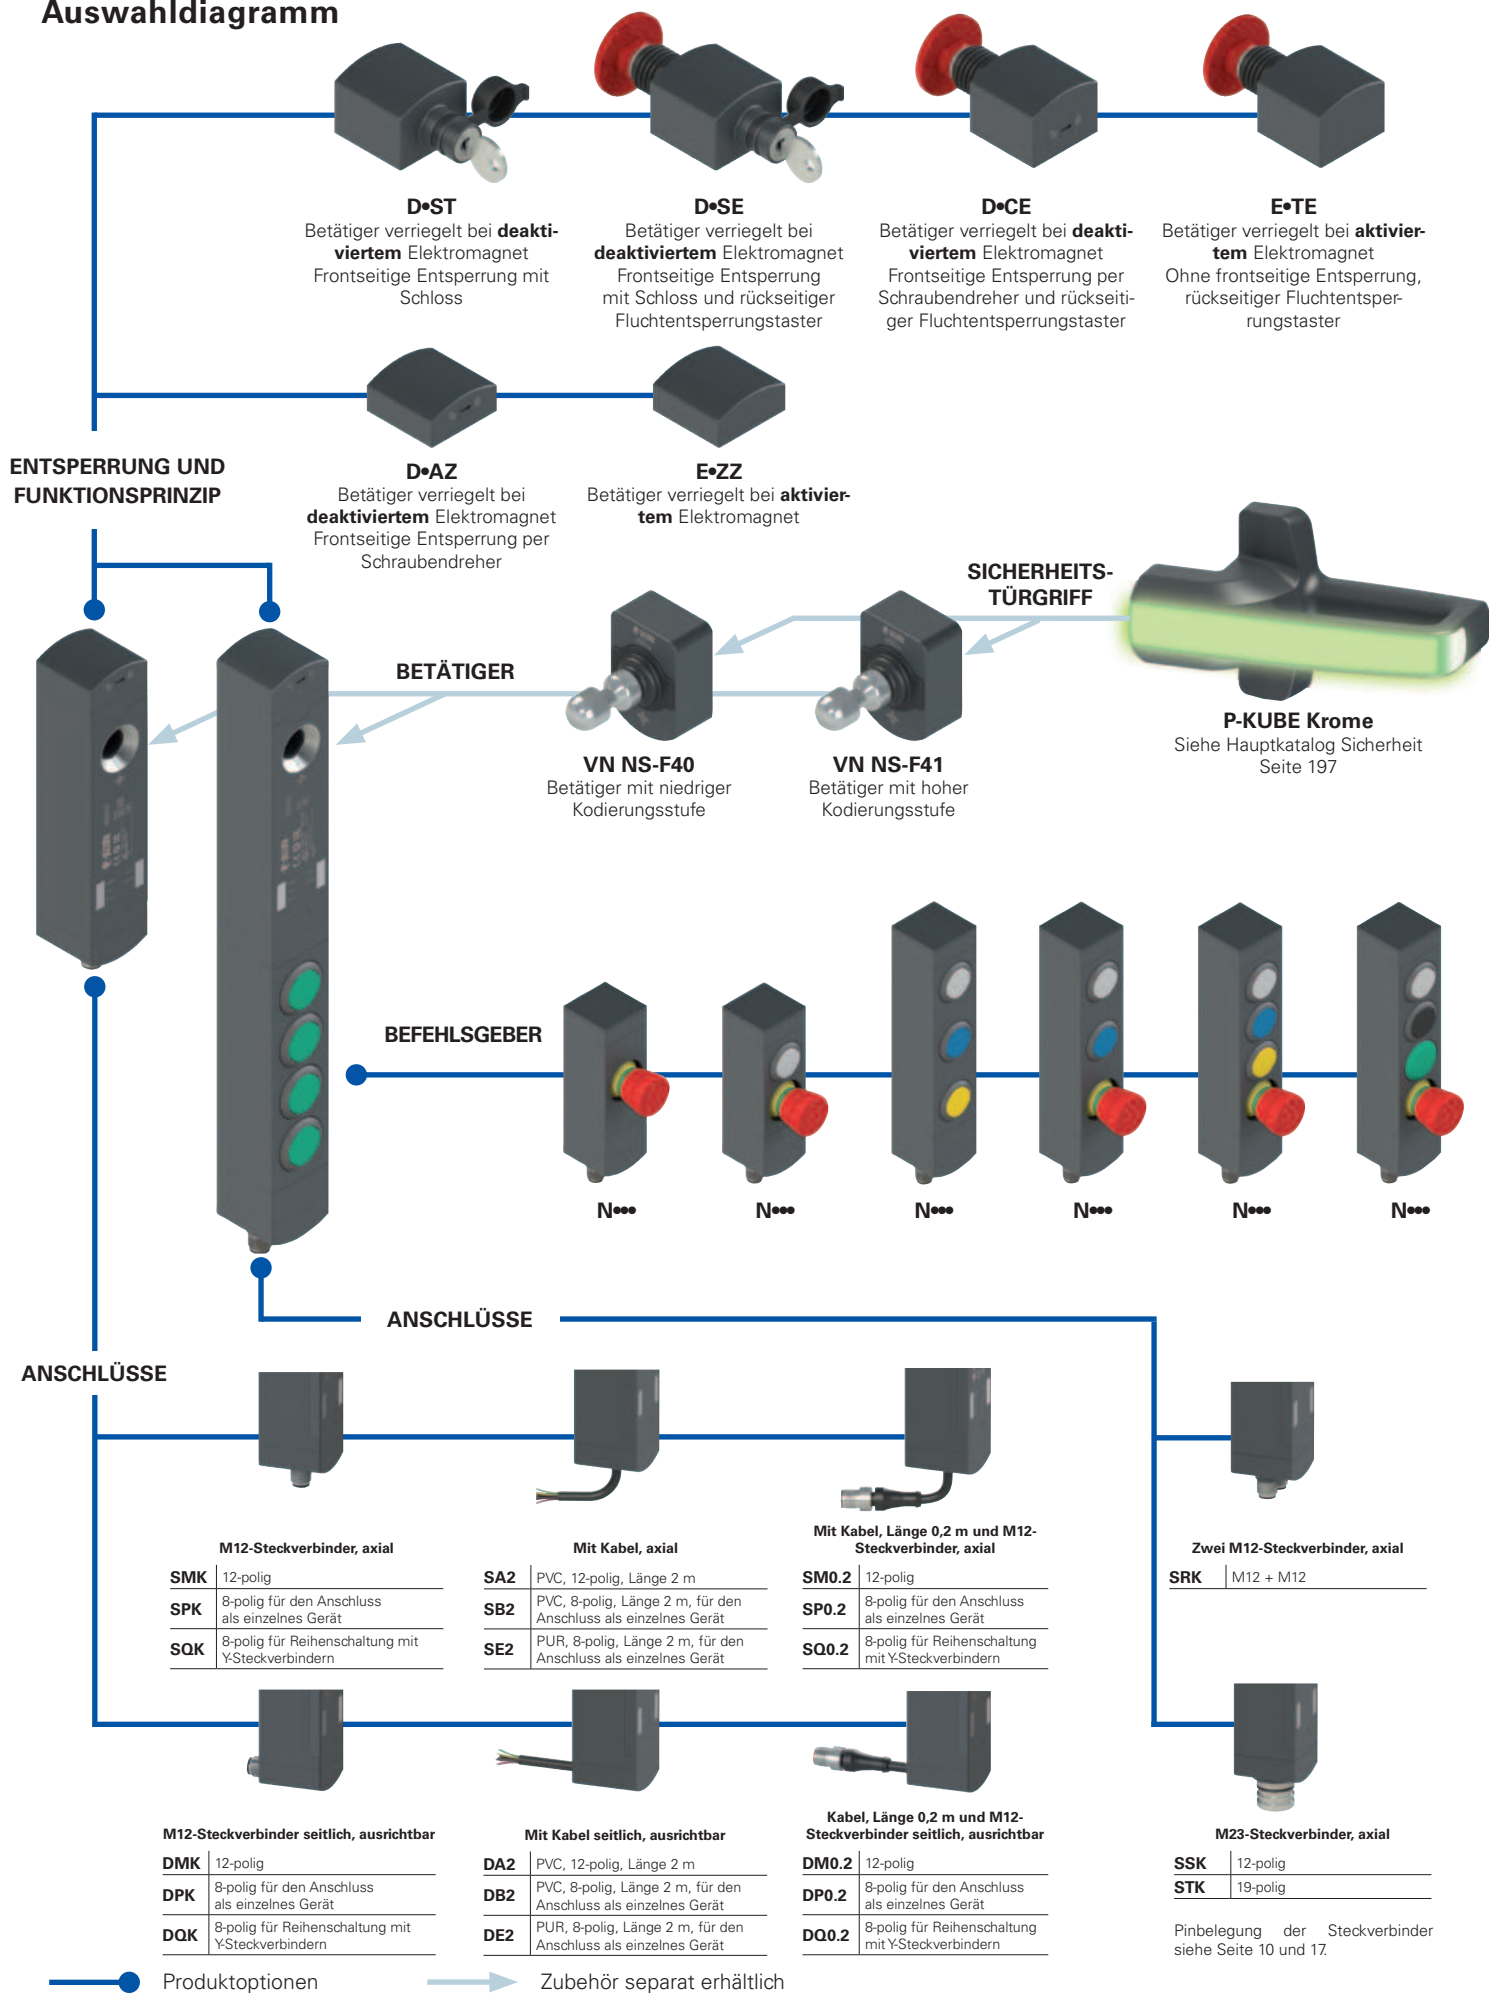 Auswahldiagramm
D•ST
Betätiger verriegelt bei deakti-
viertem Elektromagnet
Frontseitige Entsperrung mit
Schloss
D•SE
Betätiger verriegelt bei
deaktiviertem Elektromagnet
Frontseitige Entsperrung
mit Schloss und rückseitiger
Fluchtentsperrungstaster
D•CE
Betätiger verriegelt bei deakti-
viertem Elektromagnet
Frontseitige Entsperrung per
Schraubendreher und rückseiti-
ger Fluchtentsperrungstaster
E•TE
Betätiger verriegelt bei aktivier-
tem Elektromagnet
Ohne frontseitige Entsperrung,
rückseitiger Fluchtentsper-
rungstaster
D•AZ
Betätiger verriegelt bei
deaktiviertem Elektromagnet
Frontseitige Entsperrung per
Schraubendreher
E•ZZ
Betätiger verriegelt bei aktivier-
tem Elektromagnet
ENTSPERRUNG UND
FUNKTIONSPRINZIP
SICHERHEITS-
TÜRGRIFF
BETÄTIGER
P-KUBE Krome
Siehe Hauptkatalog Sicherheit
Seite 197
VN NS-F40
Betätiger mit niedriger
Kodierungsstufe
VN NS-F41
Betätiger mit hoher
Kodierungsstufe
BEFEHLSGEBER
N•••
N•••
N•••
N•••
N•••
N•••
ANSCHLÜSSE
ANSCHLÜSSE
M12-Steckverbinder, axial
SMK 12-polig
SPK 8-polig für den Anschluss
als einzelnes Gerät
SQK 8-polig für Reihenschaltung mit
Y-Steckverbindern
Mit Kabel, axial
SA2 PVC, 12-polig, Länge 2 m
SB2 PVC, 8-polig, Länge 2 m, für den
Anschluss als einzelnes Gerät
SE2 PUR, 8-polig, Länge 2 m, für den
Anschluss als einzelnes Gerät
Mit Kabel, Länge 0,2 m und M12-
Steckverbinder, axial
SM0.2 12-polig
SP0.2 8-polig für den Anschluss
als einzelnes Gerät
SQ0.2 8-polig für Reihenschaltung
mit Y-Steckverbindern
Zwei M12-Steckverbinder, axial
SRK M12 + M12
M12-Steckverbinder seitlich, ausrichtbar
DMK 12-polig
DPK 8-polig für den Anschluss
als einzelnes Gerät
DQK 8-polig für Reihenschaltung mit
Y-Steckverbindern
Mit Kabel seitlich, ausrichtbar
DA2 PVC, 12-polig, Länge 2 m
DB2 PVC, 8-polig, Länge 2 m, für den
Anschluss als einzelnes Gerät
DE2 PUR, 8-polig, Länge 2 m, für den
Anschluss als einzelnes Gerät
Kabel, Länge 0,2 m und M12-
Steckverbinder seitlich, ausrichtbar
DM0.2 12-polig
DP0.2 8-polig für den Anschluss
als einzelnes Gerät
DQ0.2 8-polig für Reihenschaltung
mit Y-Steckverbindern
M23-Steckverbinder, axial
SSK 12-polig
STK 19-polig
Pinbelegung der Steckverbinder
siehe Seite 10 und 17.
Produktoptionen
Zubehör separat erhältlich